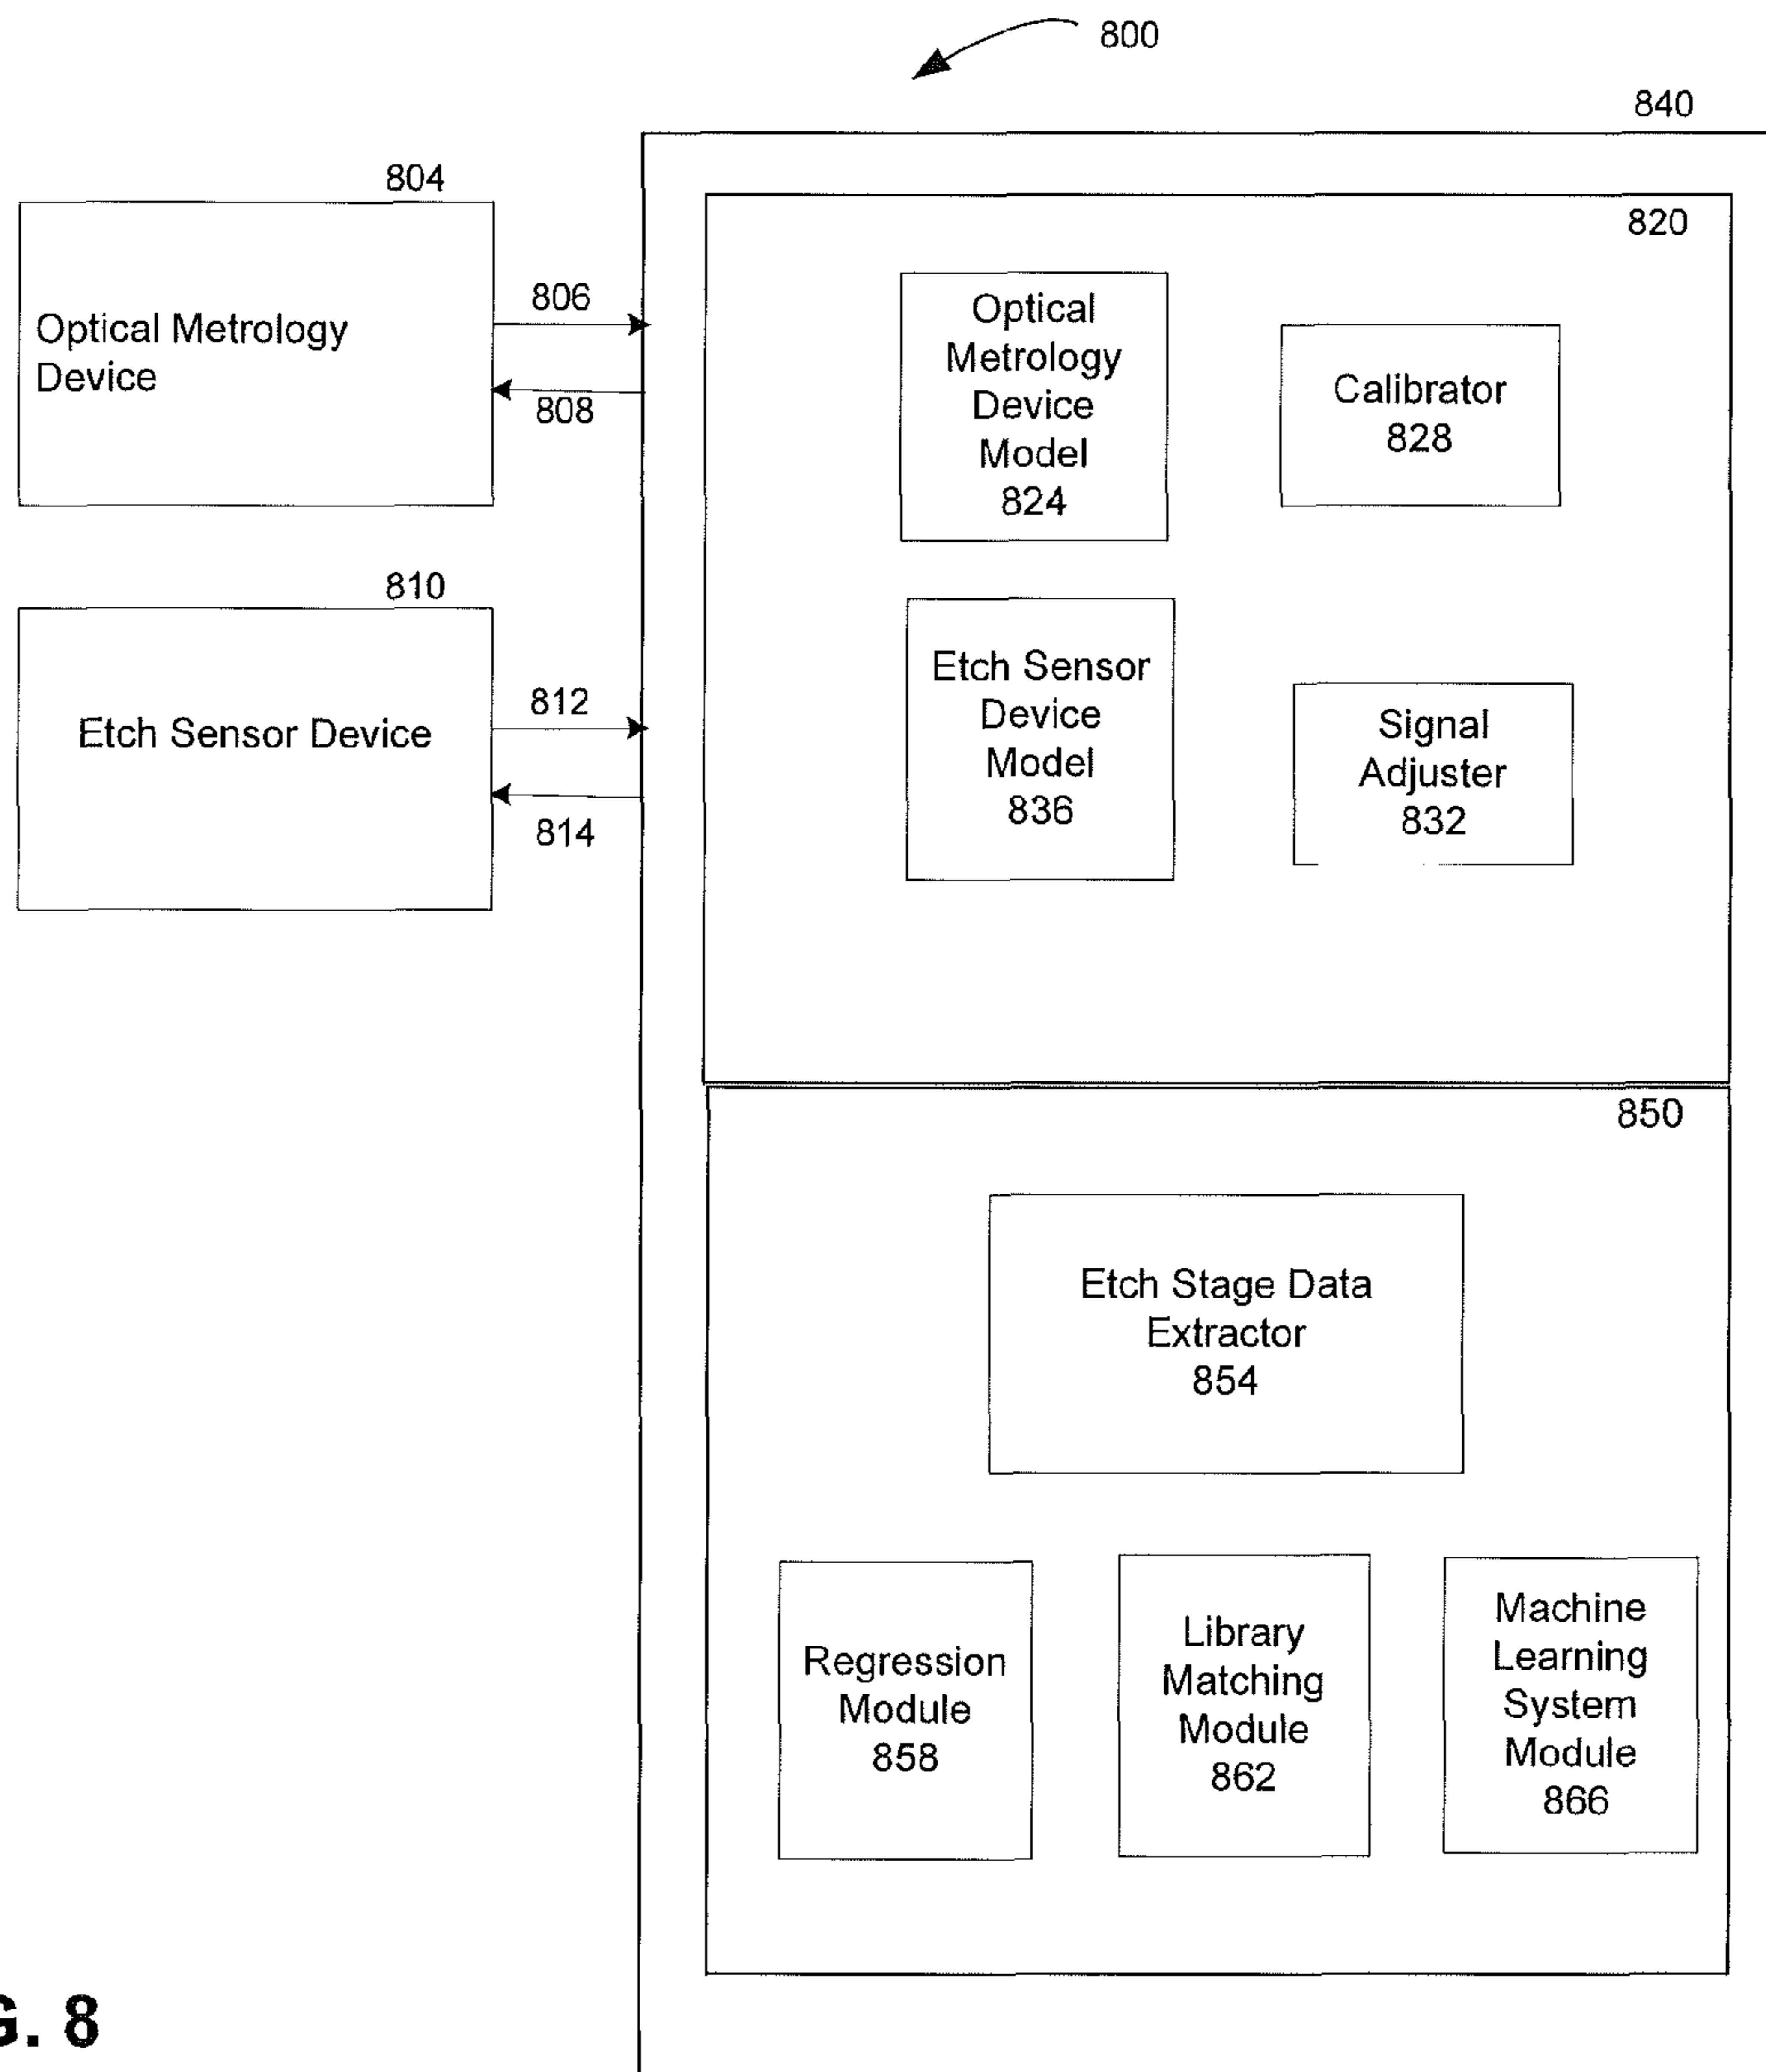 800
840
804
820
Optical Metrology
Device
806
808
Optical
Metrology
Device
Model
824
Calibrator
828
810
Etch Sensor Device
812
814
Etch Sensor
Device
Model
836
Signal
Adjuster
832
850
Etch Stage Data
Extractor
854
Regression
Module
858
Library
Matching
Module
862
Machine
Learning
System
Module
866
G. 8